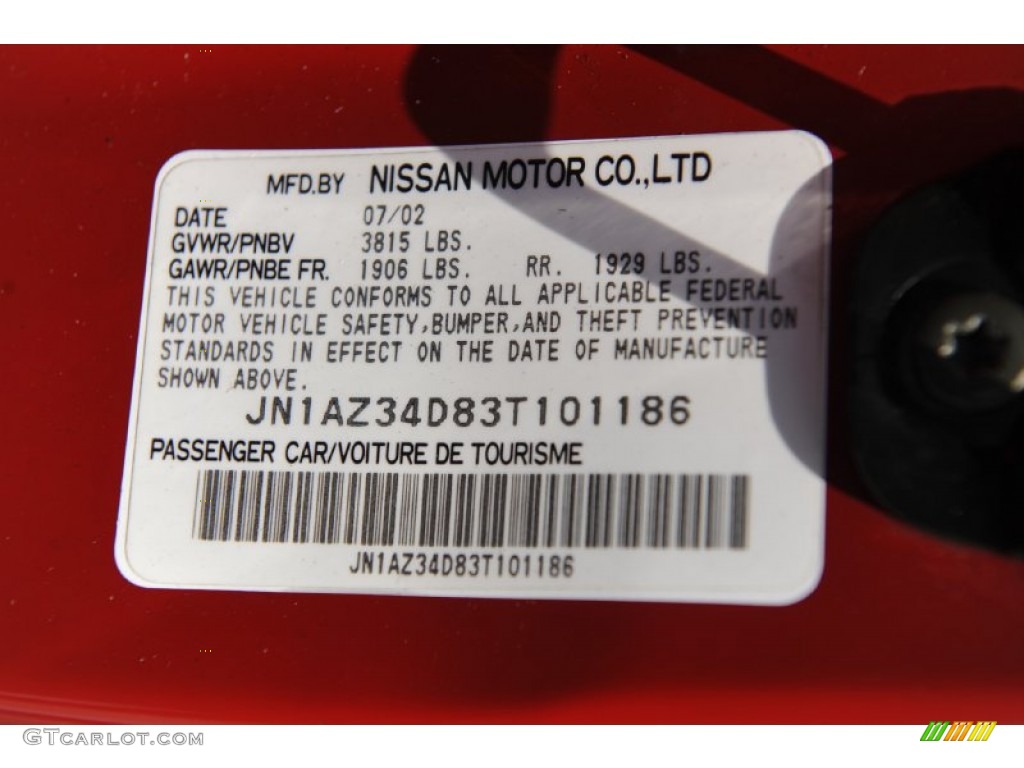 MFD.BY NISSAN MOTOR CO.,LTD
DATE 07/02
GVWR/PNBV 3815 LBS.
GAWR/PNBE FR. 1906 LBS. RR. 1929 LBS.
THIS VEHICLE CONFORMS TO ALL APPLICABLE FEDERAL
MOTOR VEHICLE SAFETY,BUMPER,AND THEFT PREVENTION
STANDARDS IN EFFECT ON THE DATE OF MANUFACTURE
SHOWN ABOVE.
JN1AZ34D83T101186
PASSENGER CAR/VOITURE DE TOURISME
JN1AZ34D83T101186
GTCARLOT.COM